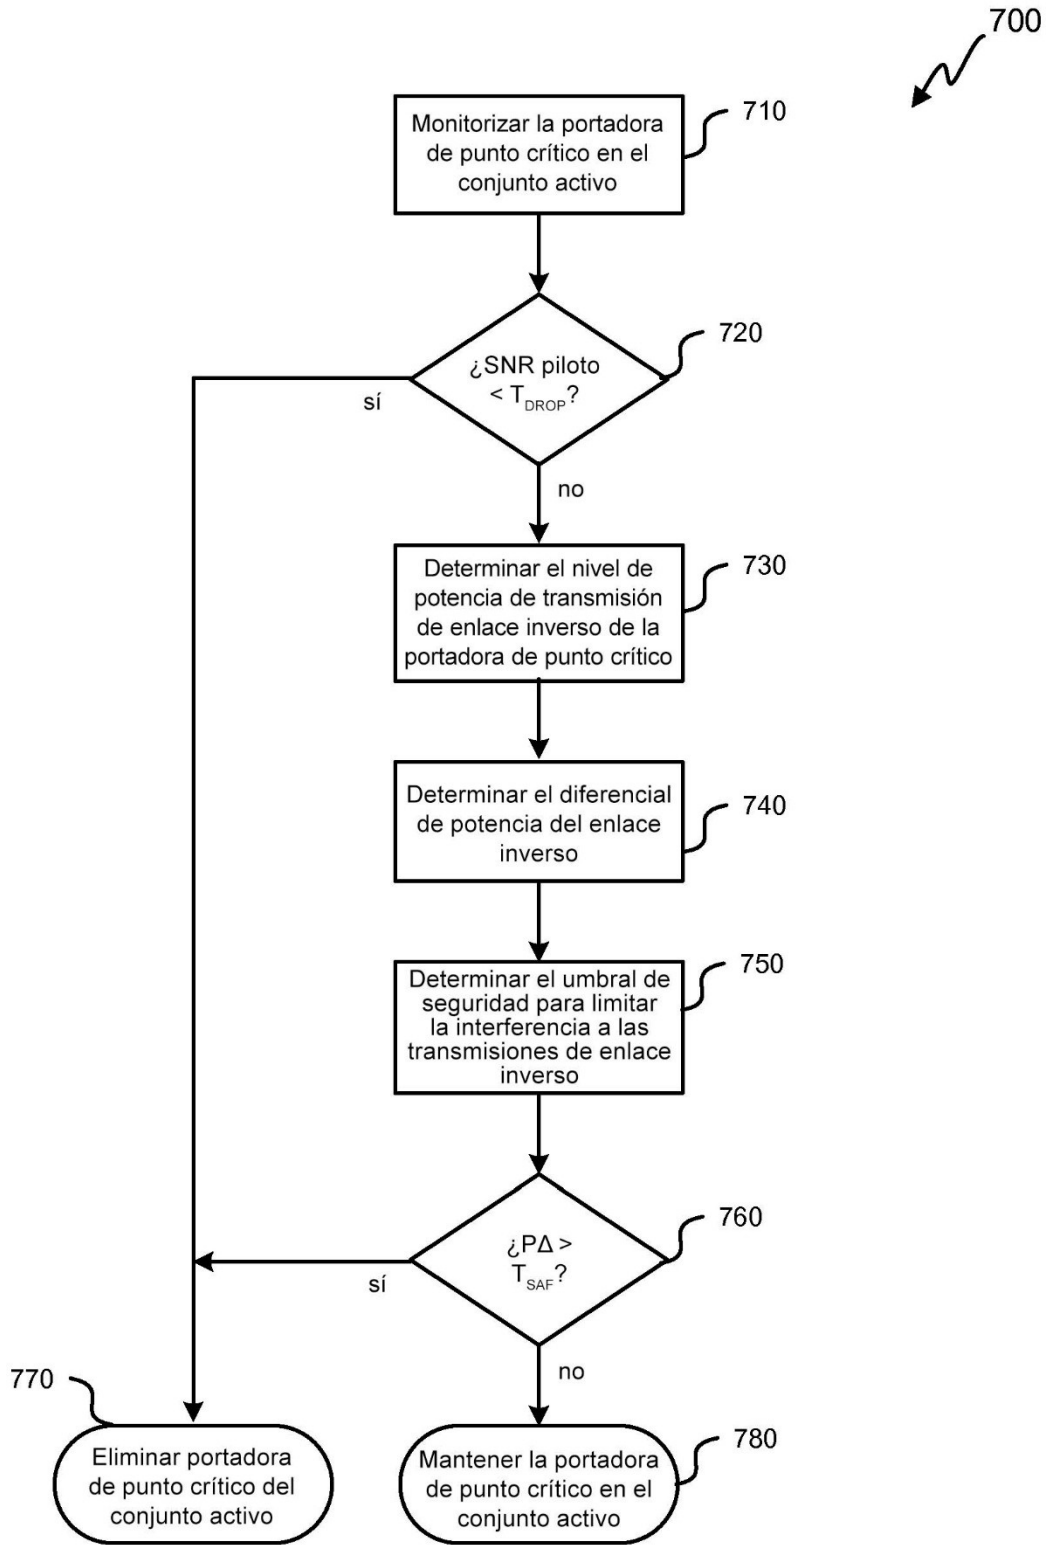 700
Monitorizar la portadora
de punto crítico en el
conjunto activo
710
¿SNR piloto
< T_DROP?
720
sí
no
Determinar el nivel de
potencia de transmisión
de enlace inverso de la
portadora de punto crítico
730
Determinar el diferencial
de potencia del enlace
inverso
740
Determinar el umbral de
seguridad para limitar
la interferencia a las
transmisiones de enlace
inverso
750
¿PΔ >
T_SAF?
760
sí
no
770
Eliminar portadora
de punto crítico del
conjunto activo
Mantener la portadora
de punto crítico en el
conjunto activo
780